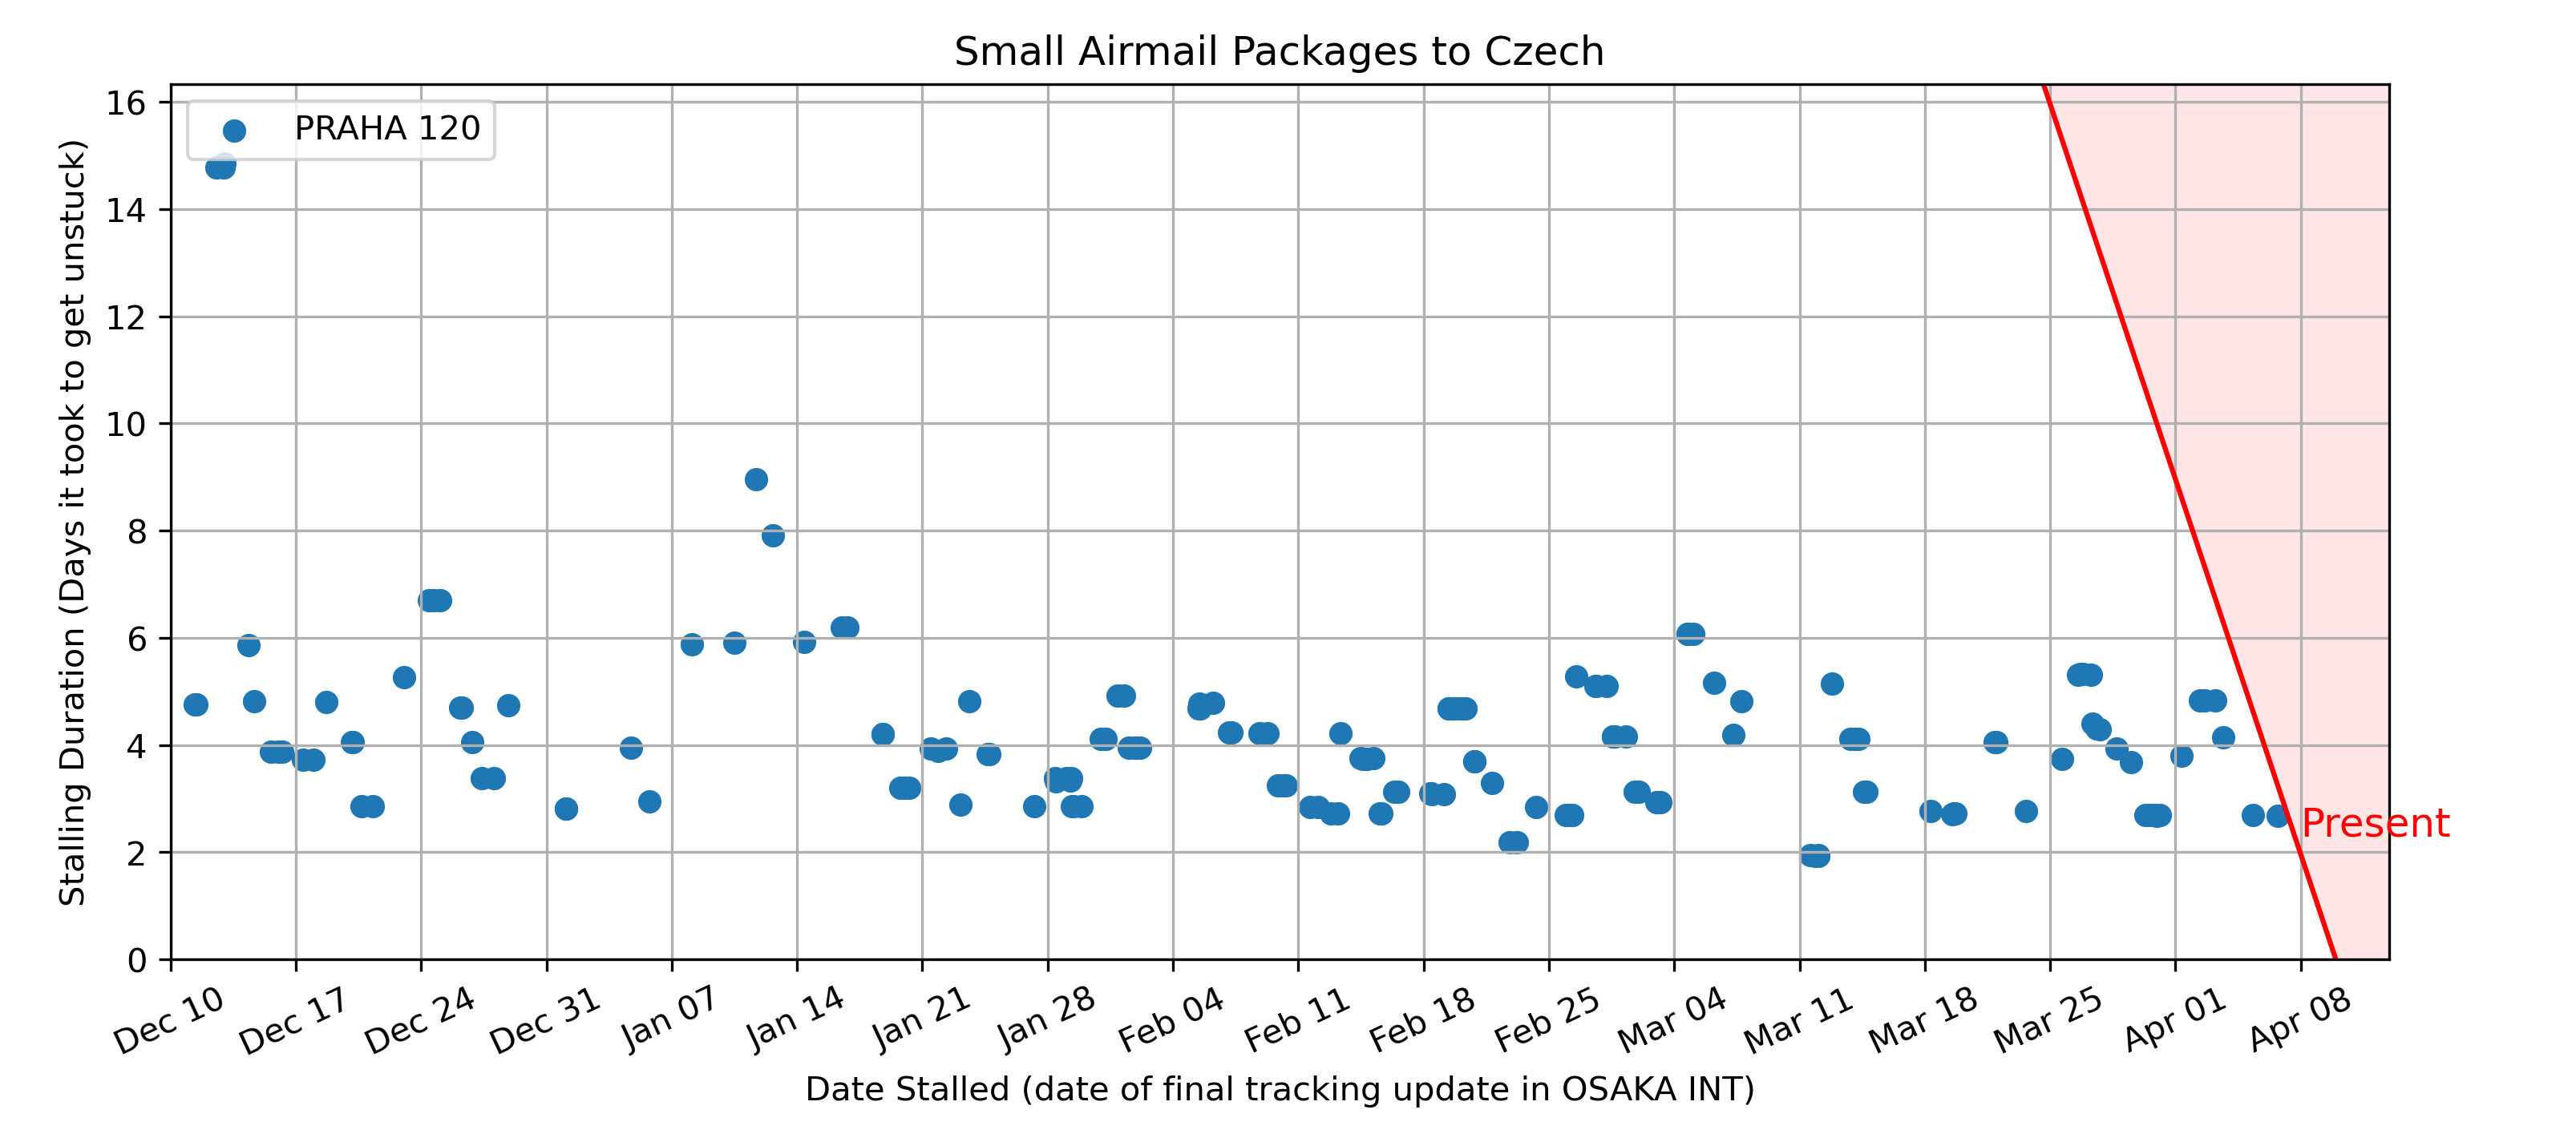 Small Airmail Packages to Czech
PRAHA 120
Stalling Duration (Days it took to get unstuck)
16
14
12
10
8
6
4
2
0
Present
Dec 10
Dec 17
Dec 24
Dec 31
Jan 07
Jan 14
Jan 21
Jan 28
Feb 04
Feb 11
Feb 18
Feb 25
Mar 04
Mar 11
Mar 18
Mar 25
Apr 01
Apr 08
Date Stalled (date of final tracking update in OSAKA INT)